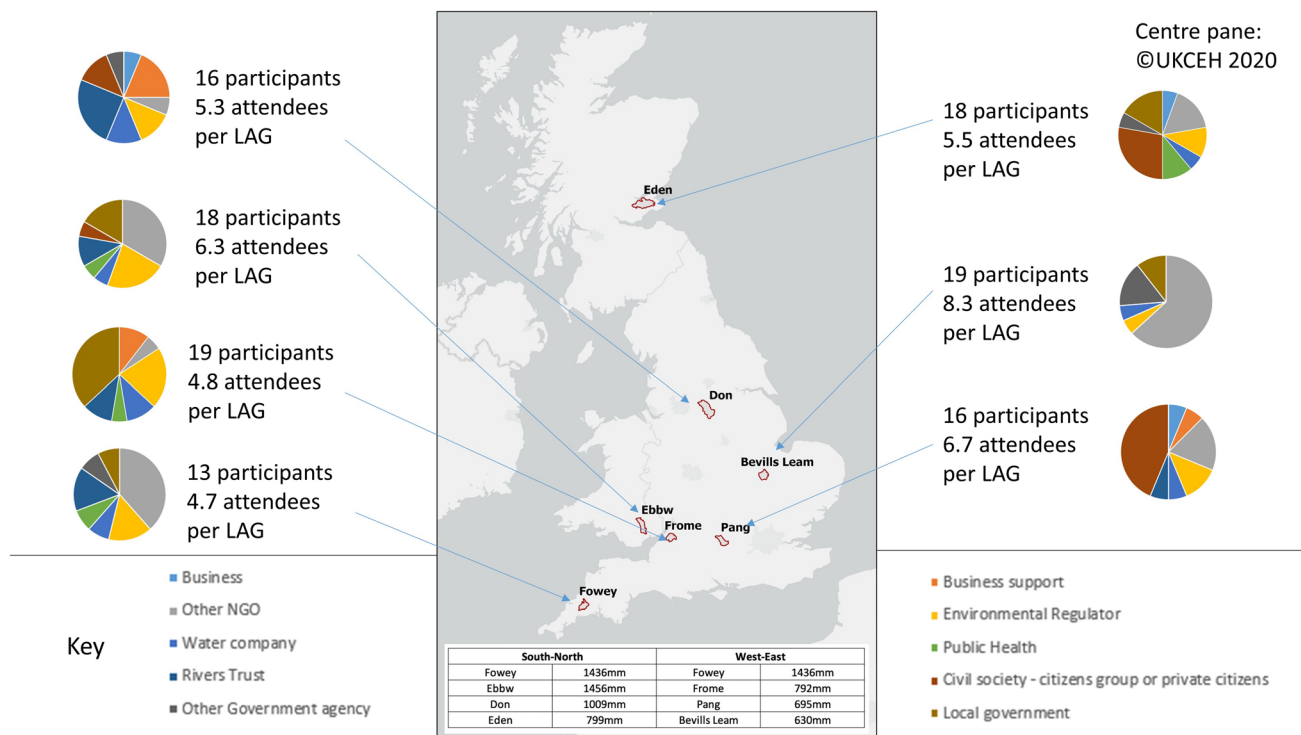 Centre pane:
©UKCEH 2020
16 participants
5.3 attendees
per LAG
18 participants
6.3 attendees
per LAG
19 participants
4.8 attendees
per LAG
13 participants
4.7 attendees
per LAG
18 participants
5.5 attendees
per LAG
19 participants
8.3 attendees
per LAG
16 participants
6.7 attendees
per LAG
Eden
Don
Bevills Leam
Ebbw
Frome
Pang
Fowey
South-North West-East
Fowey 1436mm Fowey 1436mm
Ebbw 1456mm Frome 792mm
Don 1009mm Pang 695mm
Eden 799mm Bevills Leam 630mm
Key
Business
Other NGO
Water company
Rivers Trust
Other Government agency
Business support
Environmental Regulator
Public Health
Civil society - citizens group or private citizens
Local government